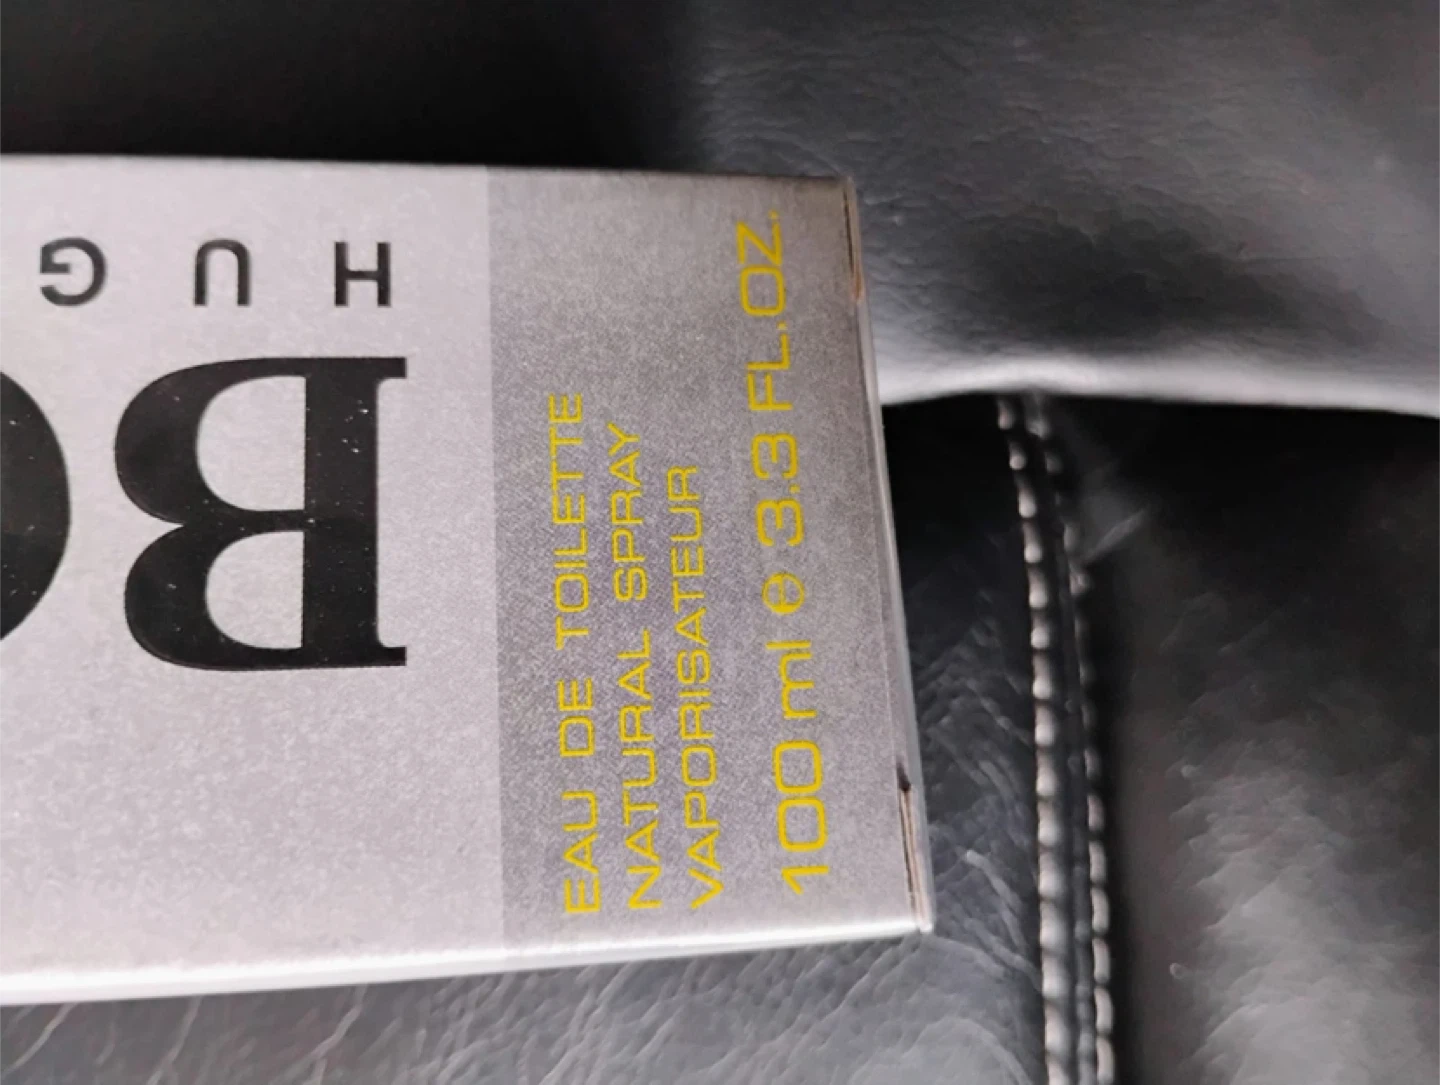 BO
HUG
EAU DE TOILETTE
NATURAL SPRAY
VAPORISATEUR
100 ml ℮ 3.3 FL.OZ.